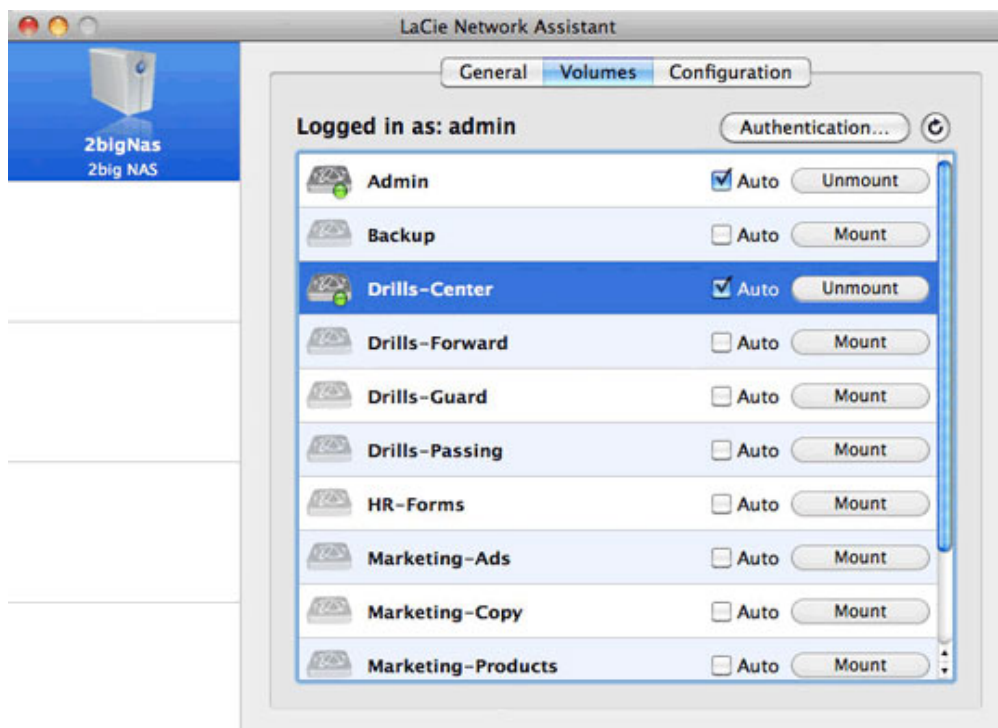 LaCie Network Assistant
2bigNas
2big NAS
General Volumes Configuration
Logged in as: admin Authentication...
Admin Auto Unmount
Backup Auto Mount
Drills-Center Auto Unmount
Drills-Forward Auto Mount
Drills-Guard Auto Mount
Drills-Passing Auto Mount
HR-Forms Auto Mount
Marketing-Ads Auto Mount
Marketing-Copy Auto Mount
Marketing-Products Auto Mount